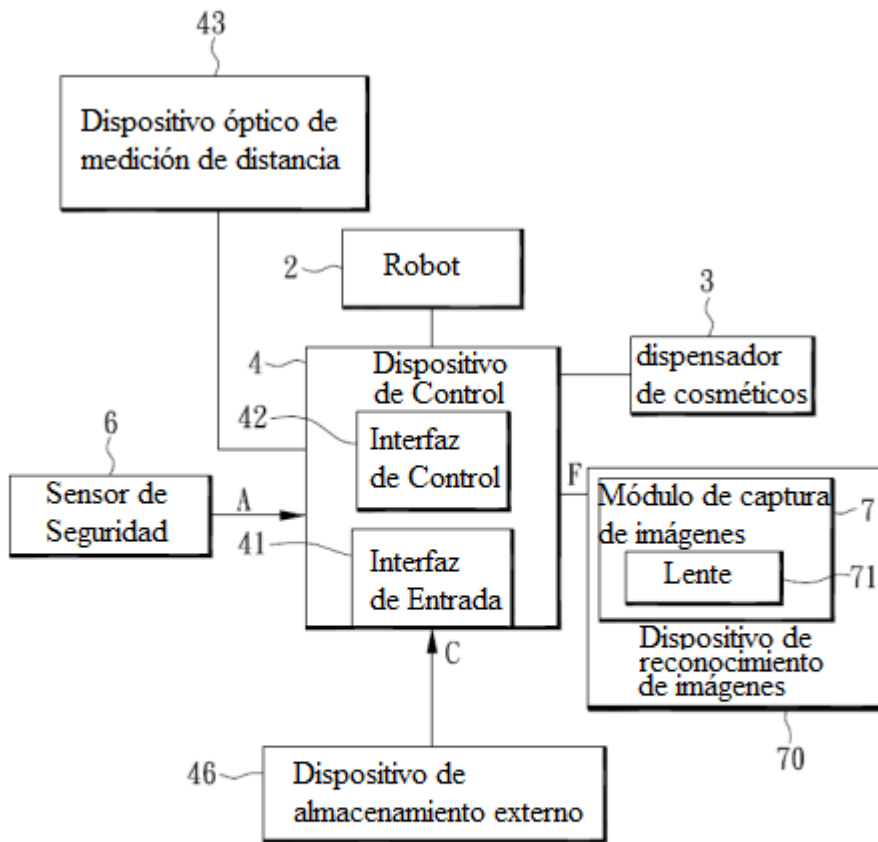 43
Dispositivo óptico de
medición de distancia
2
Robot
3
dispensador
de cosméticos
4
Dispositivo
de Control
42
Interfaz
de Control
6
Sensor de
Seguridad
A
41
Interfaz
de Entrada
F
Módulo de captura
de imágenes
7
Lente
71
Dispositivo de
reconocimiento
de imágenes
70
C
46
Dispositivo de
almacenamiento externo